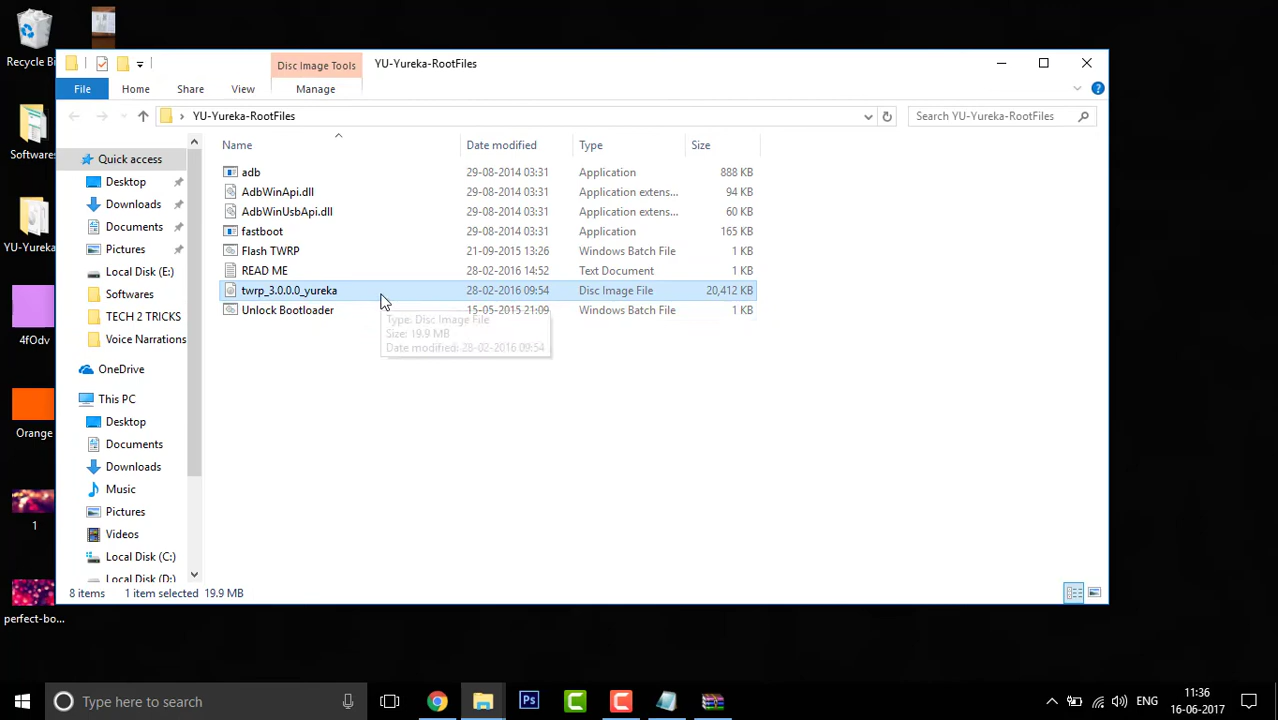 Recycle Bi
Disc Image Tools
YU-Yureka-RootFiles
File
Home
Share
View
Manage
YU-Yureka-RootFiles
Search YU-Yureka-RootFiles
Name
Date modified
Type
Size
adb
29-08-2014 03:31
Application
888 KB
AdbWinApi.dll
29-08-2014 03:31
Application extens...
94 KB
AdbWinUsbApi.dll
29-08-2014 03:31
Application extens...
60 KB
fastboot
29-08-2014 03:31
Application
165 KB
Flash TWRP
21-09-2015 13:26
Windows Batch File
1 KB
READ ME
28-02-2016 14:52
Text Document
1 KB
twrp_3.0.0.0_yureka
28-02-2016 09:54
Disc Image File
20,412 KB
Unlock Bootloader
15-05-2015 21:09
Windows Batch File
1 KB
Type: Disc Image File
Size: 19.9 MB
Date modified: 28-02-2016 09:54
Quick access
Desktop
Downloads
Documents
Pictures
Local Disk (E:)
Softwares
TECH 2 TRICKS
Voice Narrations
OneDrive
This PC
Desktop
Documents
Downloads
Music
Pictures
Videos
Local Disk (C:)
Local Disk (D:)
8 items
1 item selected 19.9 MB
Softwares
YU-Yureka-
4fOdv
Orange
1
perfect-bo...
Type here to search
Ps
ENG
11:36
16-06-2017